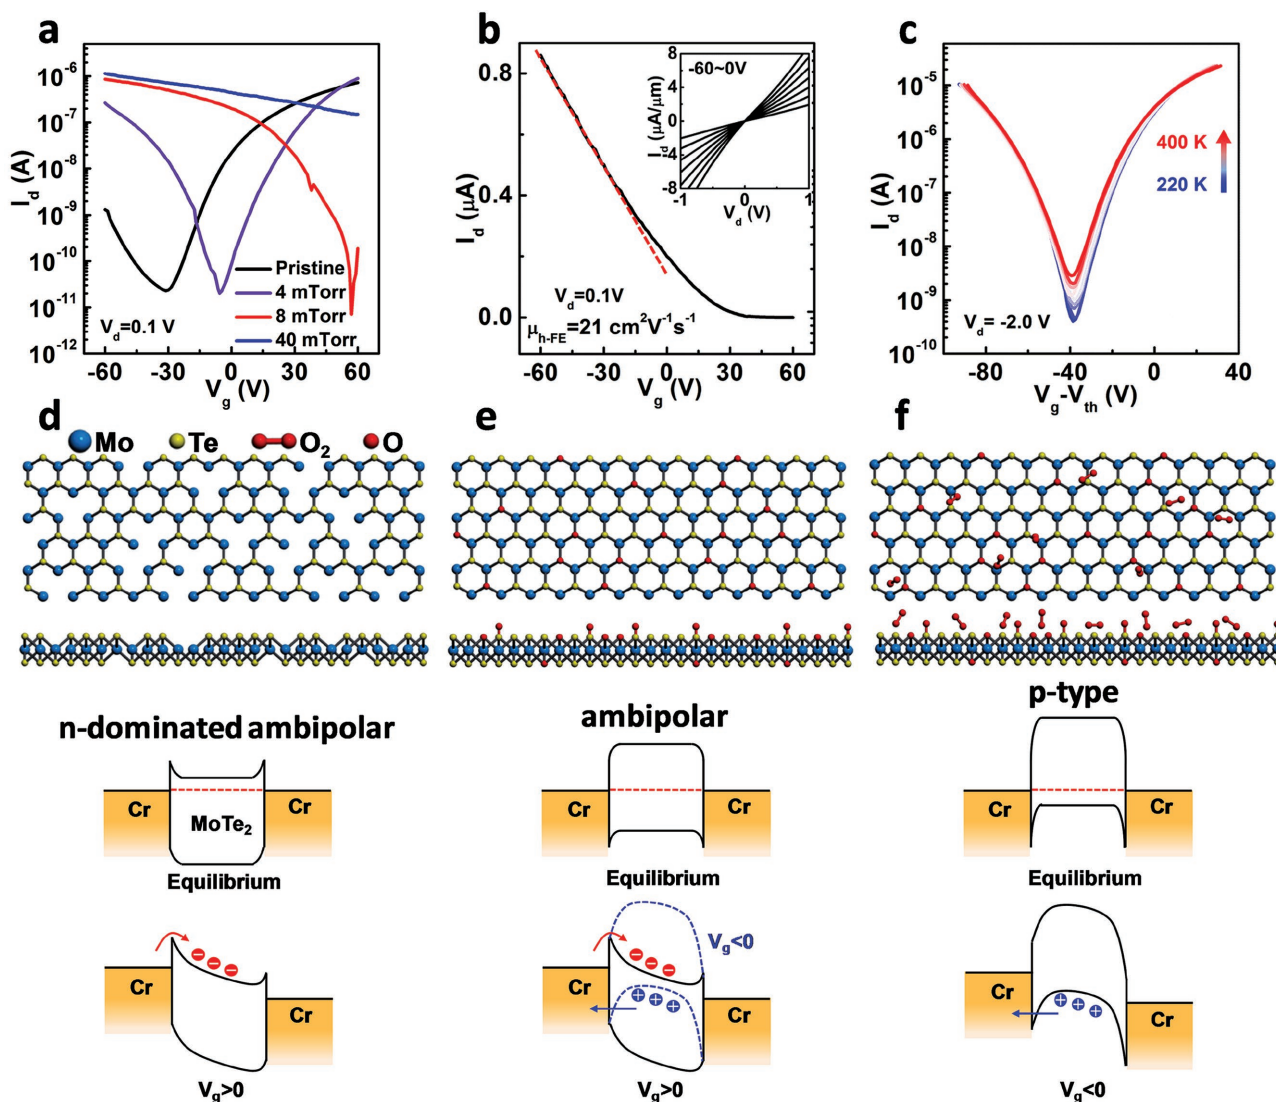 a
10⁻⁶
10⁻⁷
10⁻⁸
10⁻⁹
10⁻¹⁰
10⁻¹¹
10⁻¹²
I_d (A)
Pristine
4 mTorr
8 mTorr
40 mTorr
V_d=0.1 V
-60 -30 0 30 60
V_g (V)
b
0.8
0.4
0.0
I_d (μA)
-60~0V
8
4
0
-4
-8
I_d (μA/μm)
-1 0 1
V_d (V)
V_d=0.1V
μ_h-FE=21 cm²V⁻¹s⁻¹
-60 -30 0 30 60
V_g (V)
c
10⁻⁵
10⁻⁶
10⁻⁷
10⁻⁸
10⁻⁹
10⁻¹⁰
I_d (A)
400 K
220 K
V_d= -2.0 V
-80 -40 0 40
V_g-V_th (V)
d
Mo Te O₂ O
e
f
n-dominated ambipolar
Cr
MoTe₂
Cr
Equilibrium
Cr
Cr
V_g>0
ambipolar
Cr
Cr
Equilibrium
V_g<0
Cr
Cr
V_g>0
p-type
Cr
Cr
Equilibrium
Cr
Cr
V_g<0